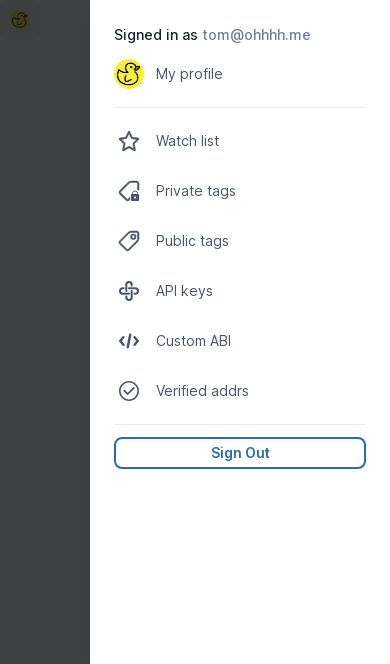 Signed in as tom@ohhhh.me
My profile
Watch list
Private tags
Public tags
API keys
Custom ABI
Verified addrs
Sign Out